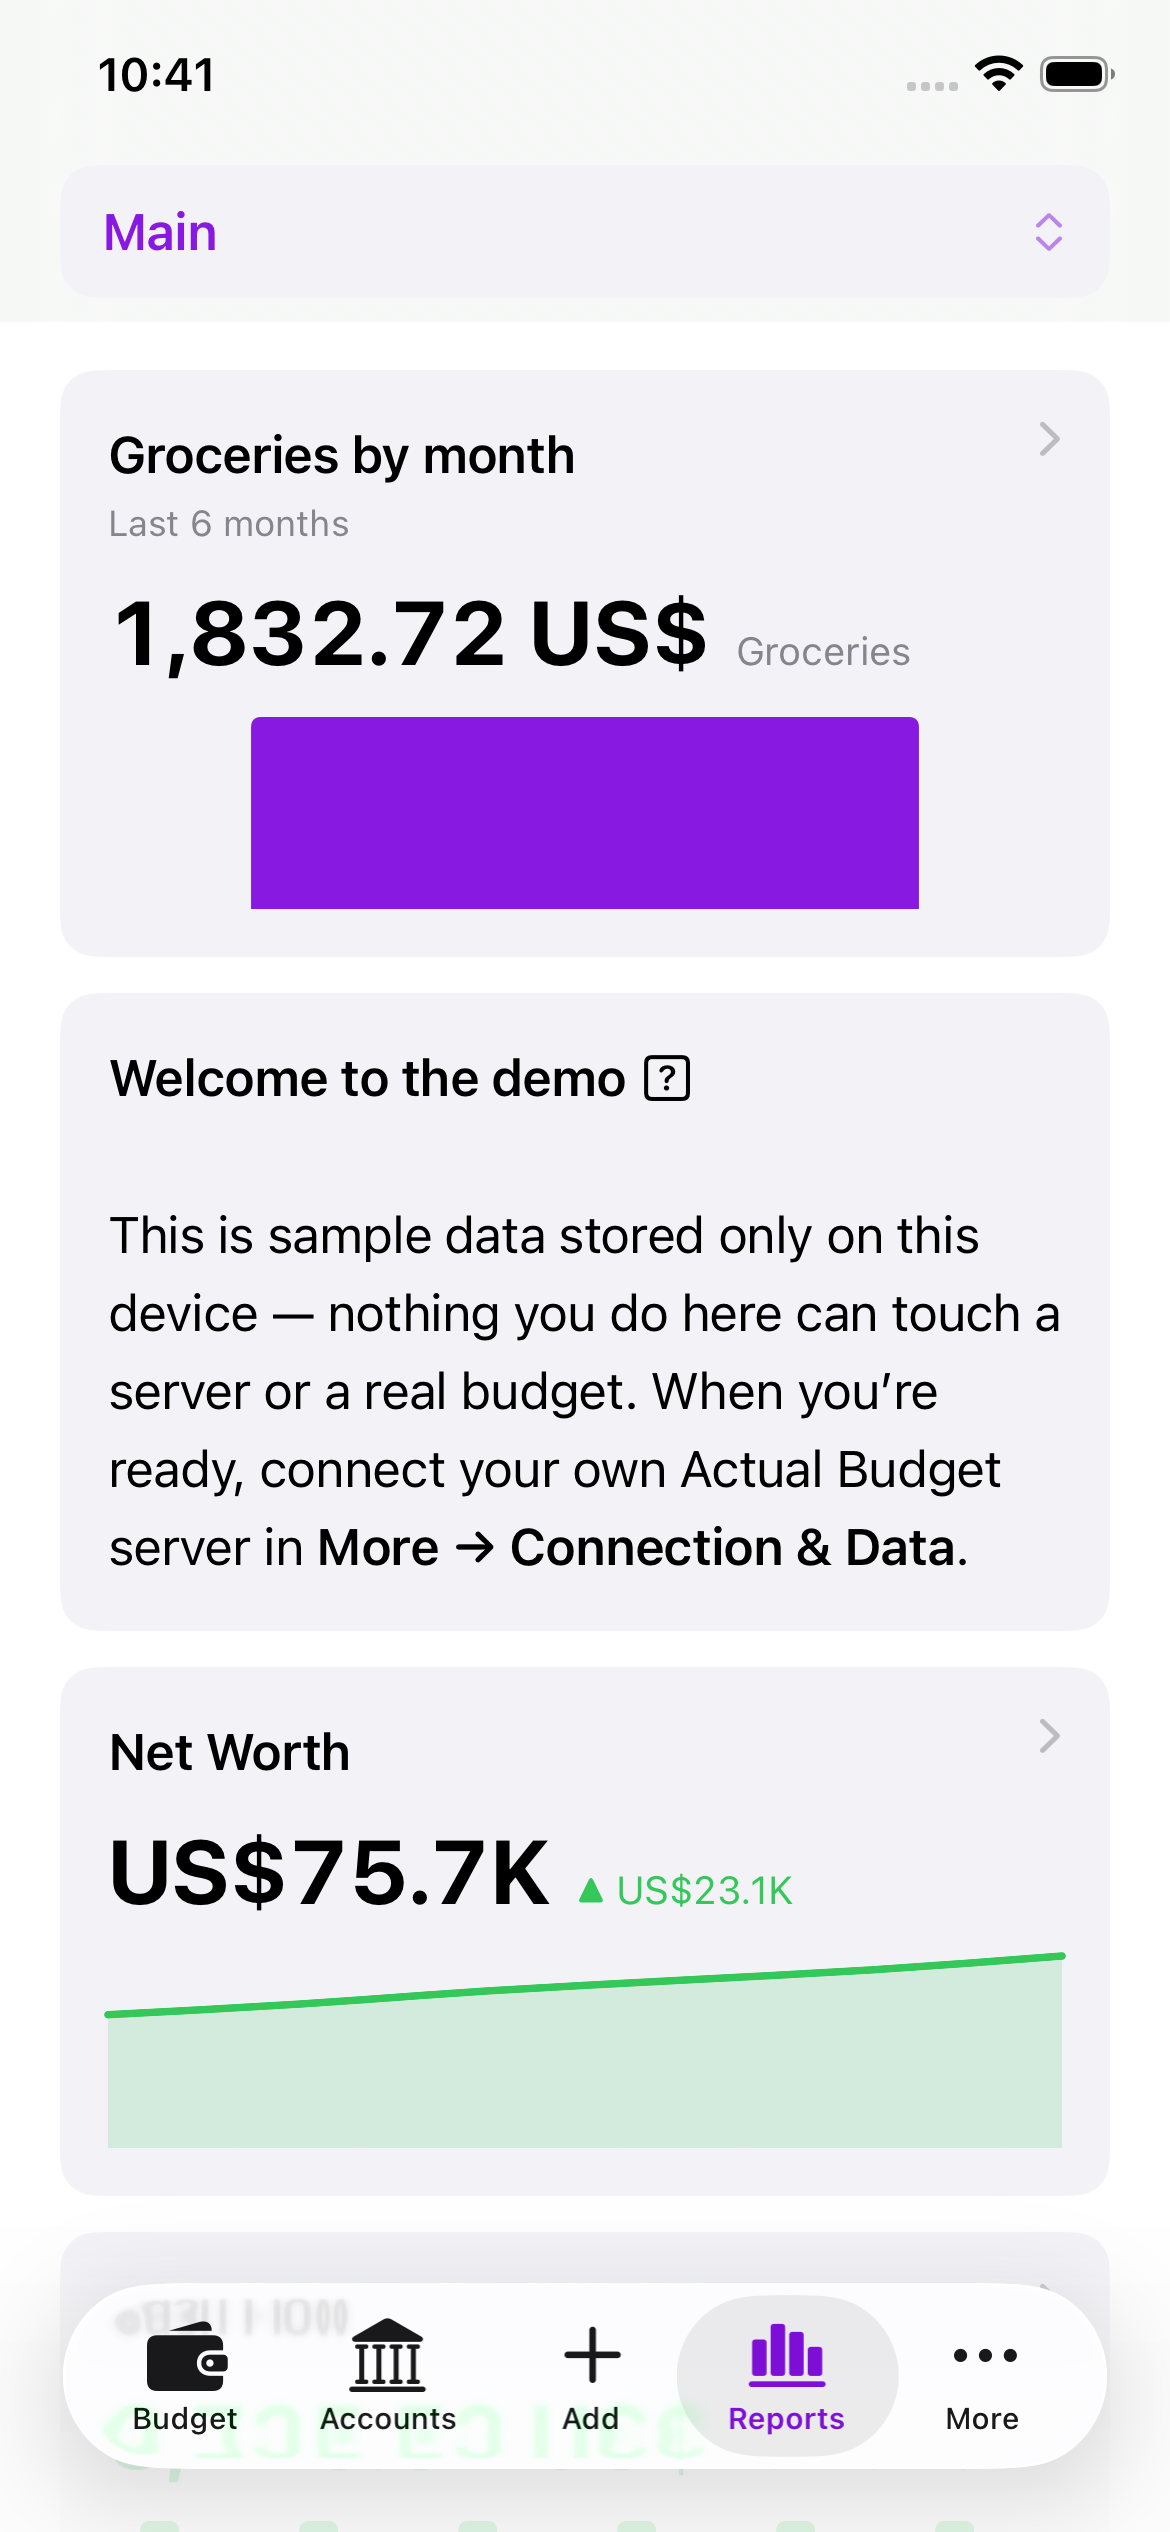 10:41
Main
Groceries by month
Last 6 months
1,832.72 US$ Groceries
Welcome to the demo
This is sample data stored only on this
device — nothing you do here can touch a
server or a real budget. When you’re
ready, connect your own Actual Budget
server in More → Connection & Data.
Net Worth
US$75.7K ▲ US$23.1K
Budget Accounts Add Reports More